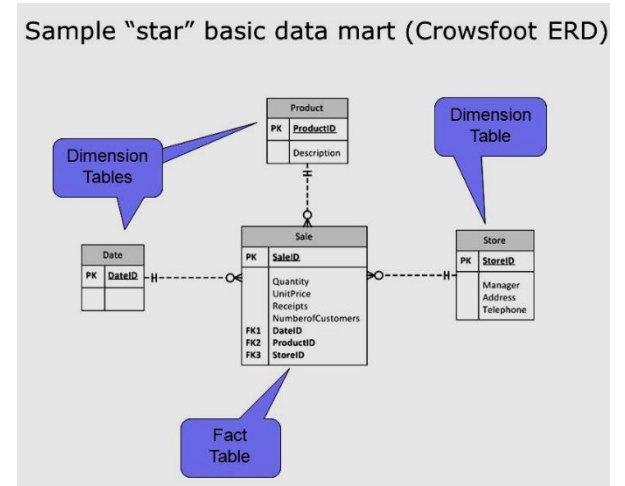 Sample “star” basic data mart (Crowsfoot ERD)
Product
PK ProductID
Description
Dimension
Tables
Dimension
Table
Date
PK DateID
Sale
PK SaleID
Quantity
UnitPrice
Receipts
NumberofCustomers
FK1 DateID
FK2 ProductID
FK3 StoreID
Store
PK StoreID
Manager
Address
Telephone
Fact
Table